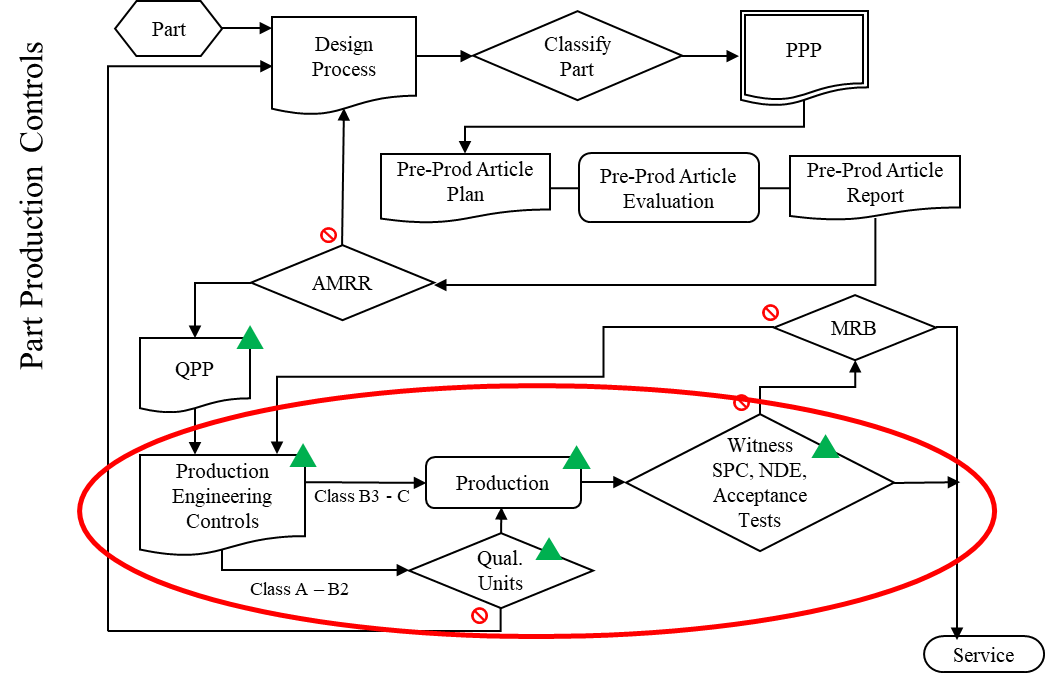 Part Production Controls
Part
Design
Process
Classify
Part
PPP
Pre-Prod Article
Plan
Pre-Prod Article
Evaluation
Pre-Prod Article
Report
AMRR
MRB
QPP
Witness
SPC, NDE,
Acceptance
Tests
Production
Engineering
Controls
Class B3 - C
Production
Qual.
Units
Class A – B2
Service